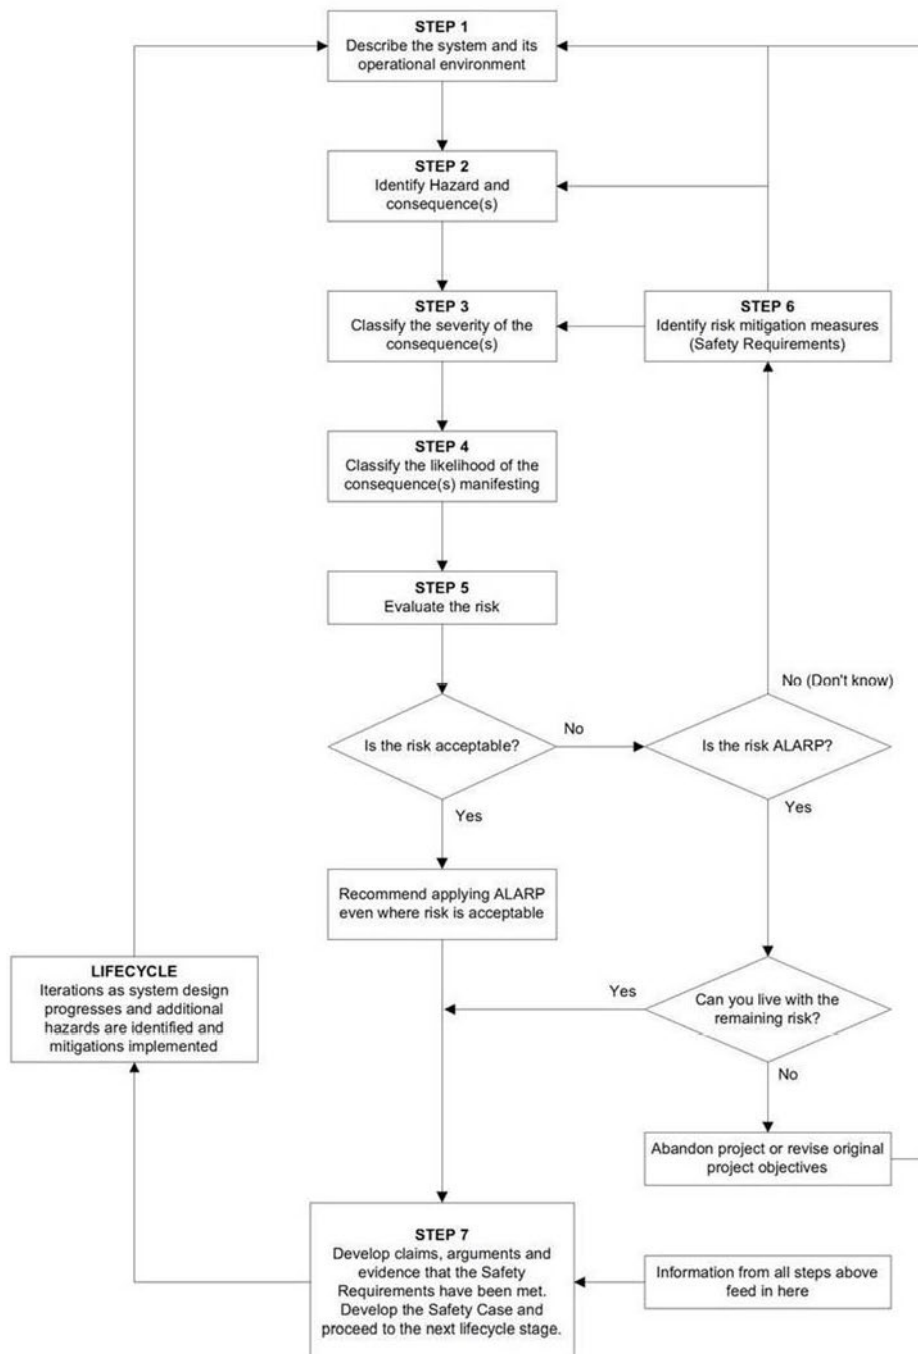 STEP 1
Describe the system and its
operational environment
STEP 2
Identify Hazard and
consequence(s)
STEP 3
Classify the severity of the
consequence(s)
STEP 6
Identify risk mitigation measures
(Safety Requirements)
STEP 4
Classify the likelihood of the
consequence(s) manifesting
STEP 5
Evaluate the risk
No (Don't know)
Is the risk acceptable?
No
Is the risk ALARP?
Yes
Yes
Recommend applying ALARP
even where risk is acceptable
LIFECYCLE
Iterations as system design
progresses and additional
hazards are identified and
mitigations implemented
Yes
Can you live with the
remaining risk?
No
Abandon project or revise original
project objectives
STEP 7
Develop claims, arguments and
evidence that the Safety
Requirements have been met.
Develop the Safety Case and
proceed to the next lifecycle stage.
Information from all steps above
feed in here